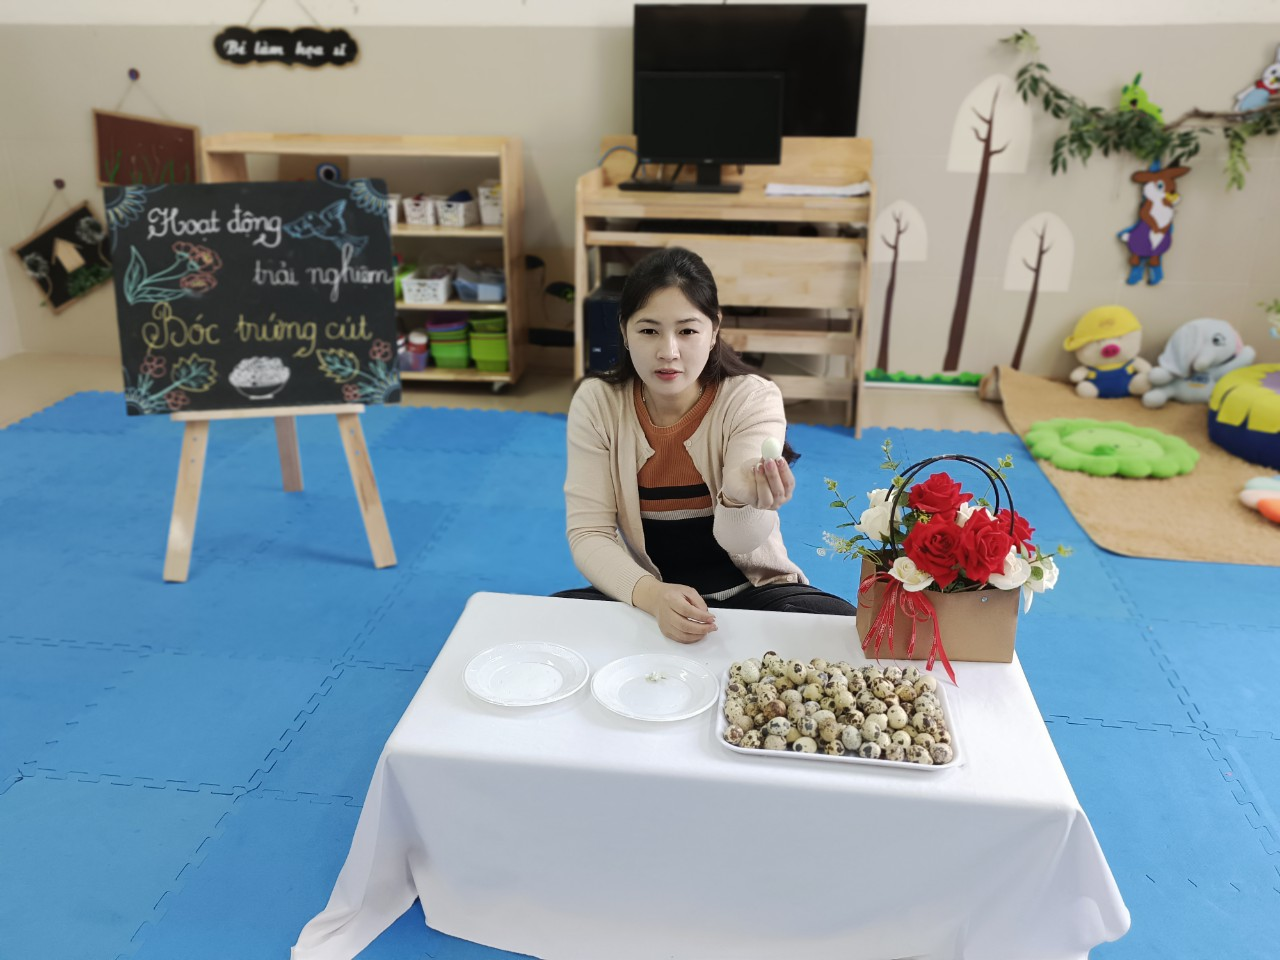 Bé làm họa sĩ
Hoạt động
trải nghiệm
Bóc trứng cút